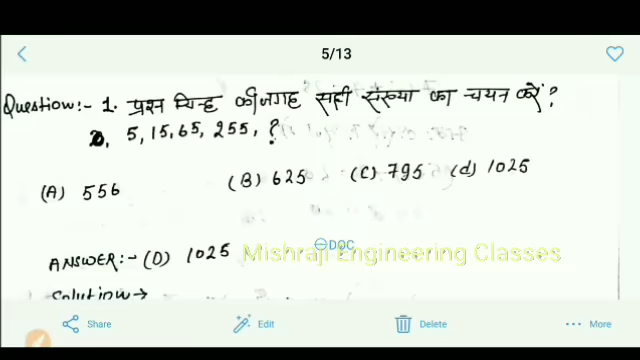 5/13
Question:- 1. प्रश्न चिन्ह की जगह सही संख्या का चयन करें?
5, 15, 65, 255, ?
(A) 556 (B) 625 (C) 795 (d) 1025
ANSWER:- (D) 1025
DOC
Mishraji Engineering Classes
Solution →
Share Edit Delete More